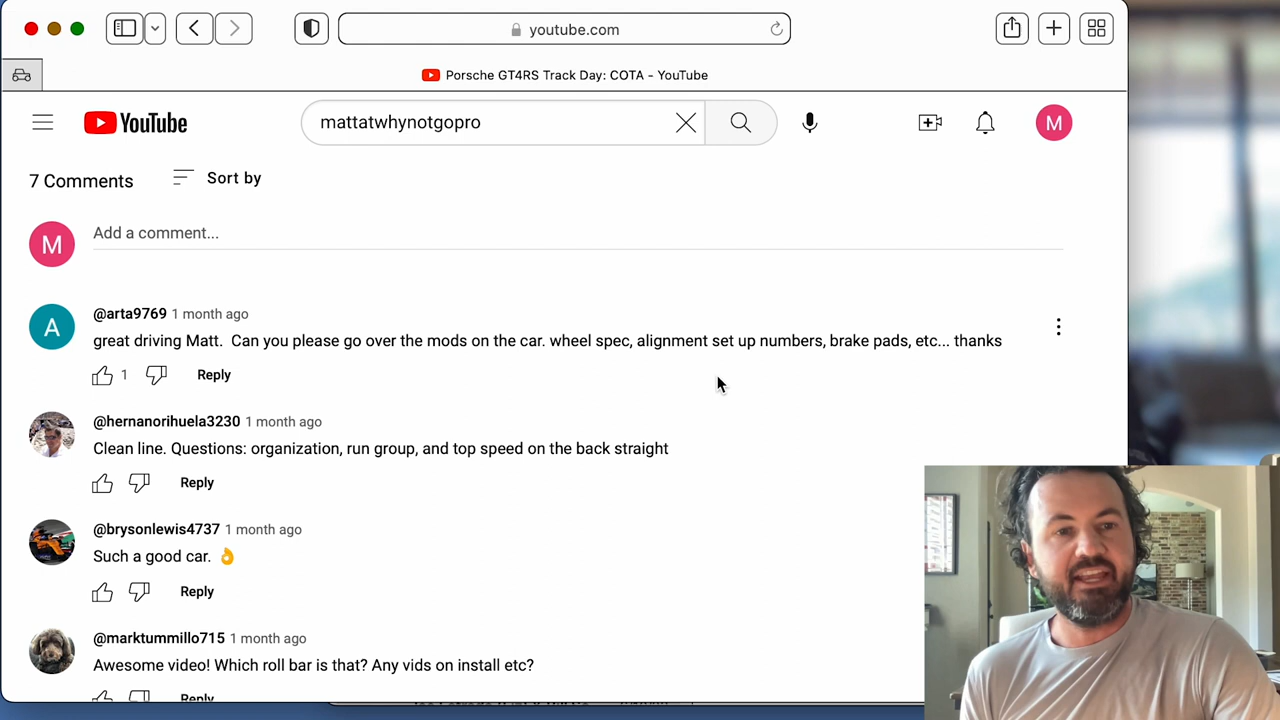 youtube.com
Porsche GT4RS Track Day: COTA - YouTube
YouTube
mattatwhynotgopro
M
7 Comments
Sort by
M
Add a comment...
A
@arta9769 1 month ago
great driving Matt. Can you please go over the mods on the car. wheel spec, alignment set up numbers, brake pads, etc... thanks
1
Reply
@hernanorihuela3230 1 month ago
Clean line. Questions: organization, run group, and top speed on the back straight
Reply
@brysonlewis4737 1 month ago
Such a good car. 👌
Reply
@marktummillo715 1 month ago
Awesome video! Which roll bar is that? Any vids on install etc?
Reply